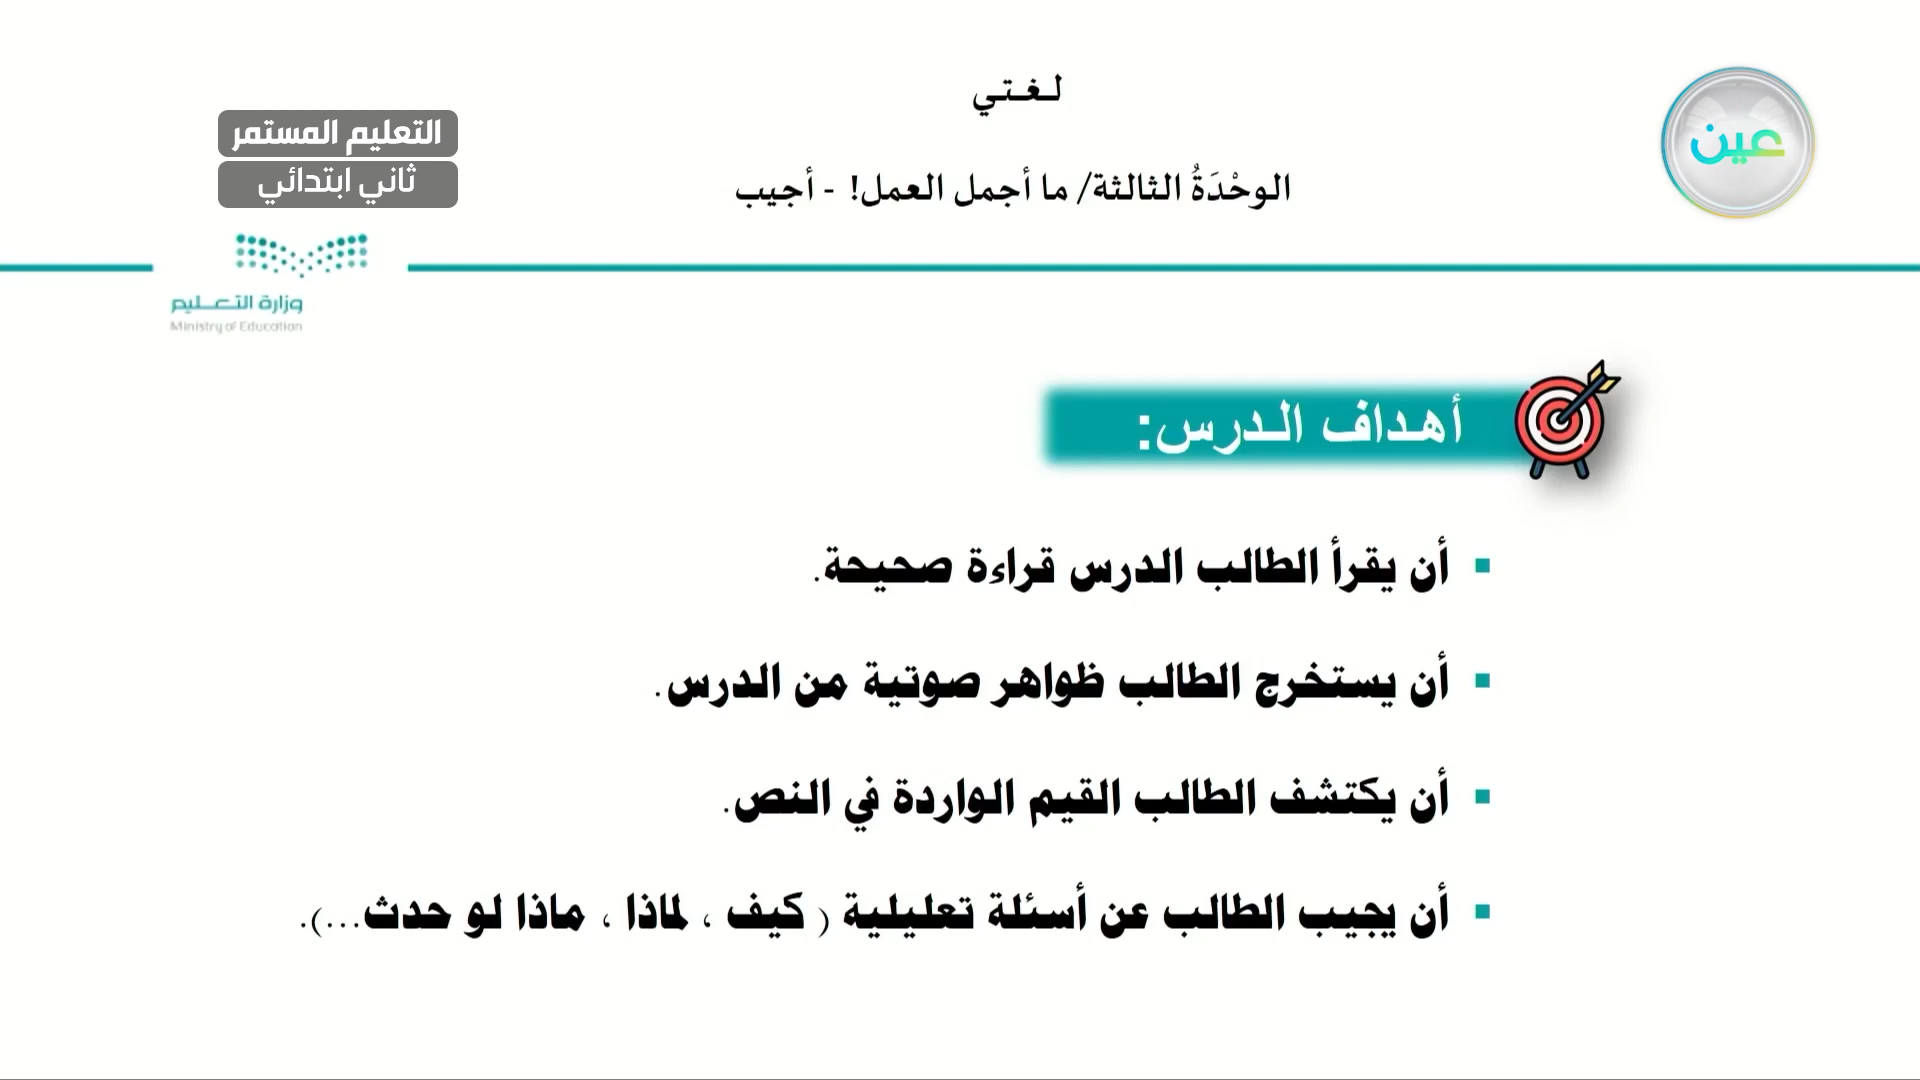 لغتي
عين
التعليم المستمر
ثاني ابتدائي
الوحْدَةُ الثالثة/ ما أجمل العمل! - أجيب
وزارة التعليم
Ministry of Education
أهداف الدرس:
▪ أن يقرأ الطالب الدرس قراءة صحيحة.
▪ أن يستخرج الطالب ظواهر صوتية من الدرس.
▪ أن يكتشف الطالب القيم الواردة في النص.
▪ أن يجيب الطالب عن أسئلة تعليلية ( كيف ، لماذا ، ماذا لو حدث...).